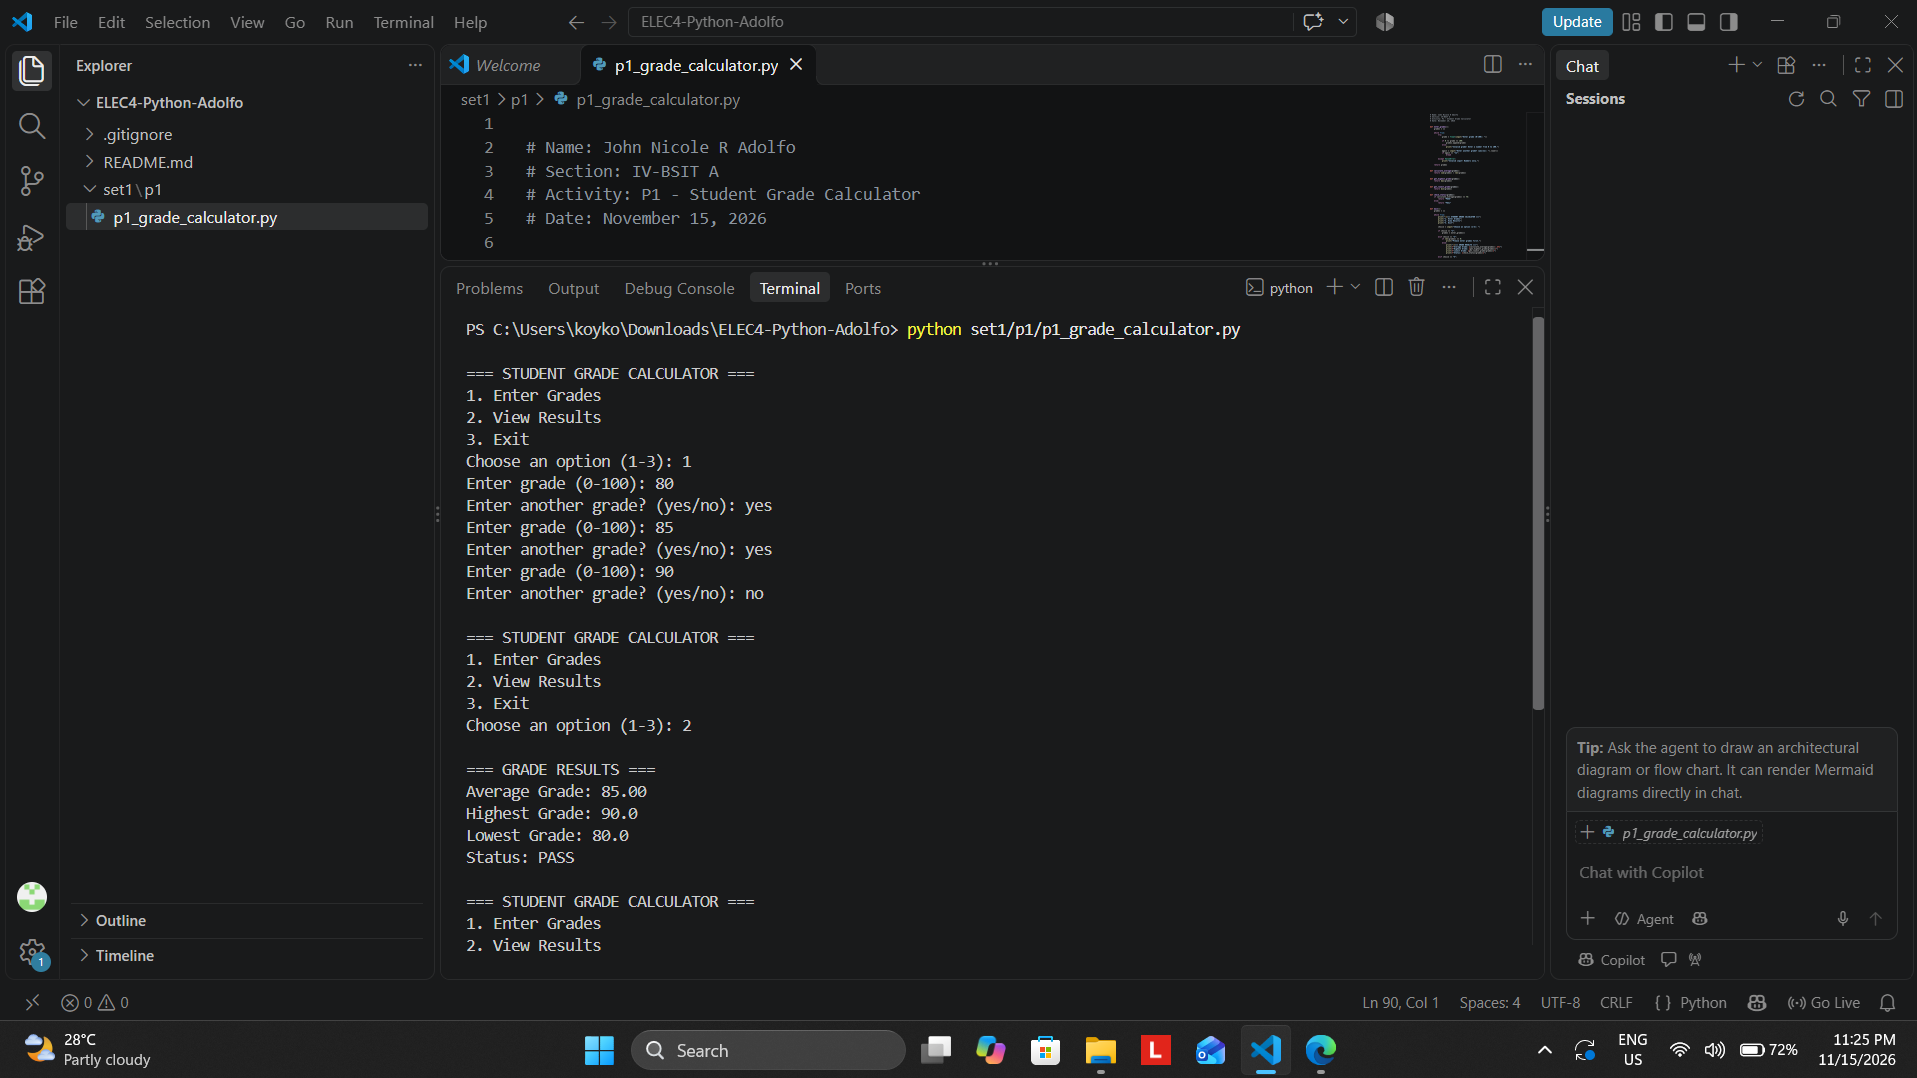 File Edit Selection View Go Run Terminal Help
ELEC4-Python-Adolfo
Update
Explorer
ELEC4-Python-Adolfo
.gitignore
README.md
set1\p1
p1_grade_calculator.py
Outline
Timeline
1
Welcome
p1_grade_calculator.py
set1 > p1 > p1_grade_calculator.py
1
2 # Name: John Nicole R Adolfo
3 # Section: IV-BSIT A
4 # Activity: P1 - Student Grade Calculator
5 # Date: November 15, 2026
6
Problems Output Debug Console Terminal Ports
python
PS C:\Users\koyko\Downloads\ELEC4-Python-Adolfo> python set1/p1/p1_grade_calculator.py
=== STUDENT GRADE CALCULATOR ===
1. Enter Grades
2. View Results
3. Exit
Choose an option (1-3): 1
Enter grade (0-100): 80
Enter another grade? (yes/no): yes
Enter grade (0-100): 85
Enter another grade? (yes/no): yes
Enter grade (0-100): 90
Enter another grade? (yes/no): no
=== STUDENT GRADE CALCULATOR ===
1. Enter Grades
2. View Results
3. Exit
Choose an option (1-3): 2
=== GRADE RESULTS ===
Average Grade: 85.00
Highest Grade: 90.0
Lowest Grade: 80.0
Status: PASS
=== STUDENT GRADE CALCULATOR ===
1. Enter Grades
2. View Results
Chat
Sessions
Tip: Ask the agent to draw an architectural
diagram or flow chart. It can render Mermaid
diagrams directly in chat.
p1_grade_calculator.py
Chat with Copilot
Agent
Copilot
0 0
Ln 90, Col 1 Spaces: 4 UTF-8 CRLF { } Python Go Live
28°C
Partly cloudy
Search
L
ENG
US
72%
11:25 PM
11/15/2026